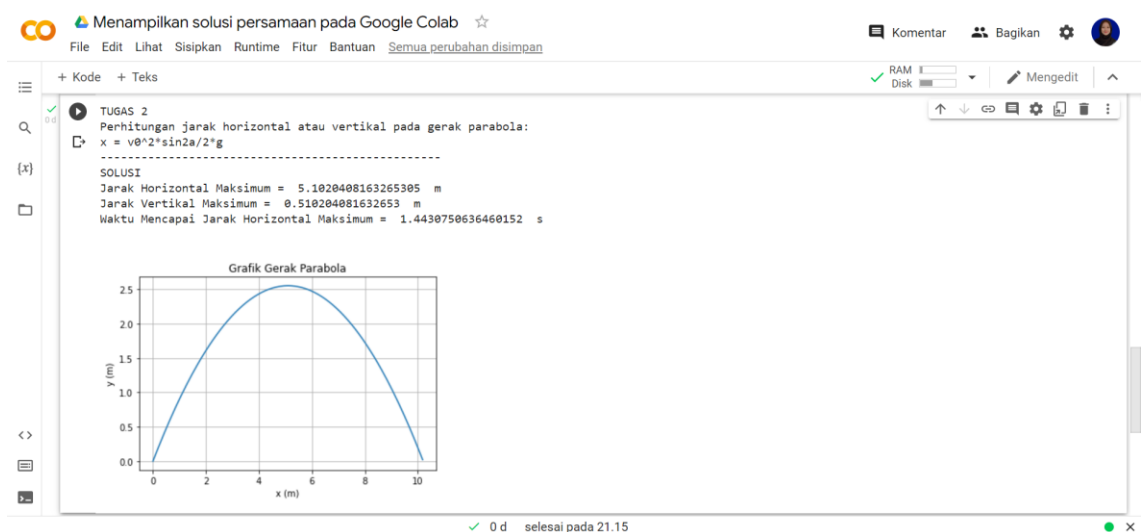 Menampilkan solusi persamaan pada Google Colab
Komentar
Bagikan
File Edit Lihat Sisipkan Runtime Fitur Bantuan Semua perubahan disimpan
+ Kode + Teks
RAM
Disk
Mengedit
0 d
TUGAS 2
Perhitungan jarak horizontal atau vertikal pada gerak parabola:
x = v0^2*sin2a/2*g
--------------------------------------------------
{x}
SOLUSI
Jarak Horizontal Maksimum = 5.1020408163265305 m
Jarak Vertikal Maksimum = 0.510204081632653 m
Waktu Mencapai Jarak Horizontal Maksimum = 1.4430750636460152 s
Grafik Gerak Parabola
2.5
2.0
1.5
1.0
0.5
0.0
y (m)
0 2 4 6 8 10
x (m)
0 d selesai pada 21.15